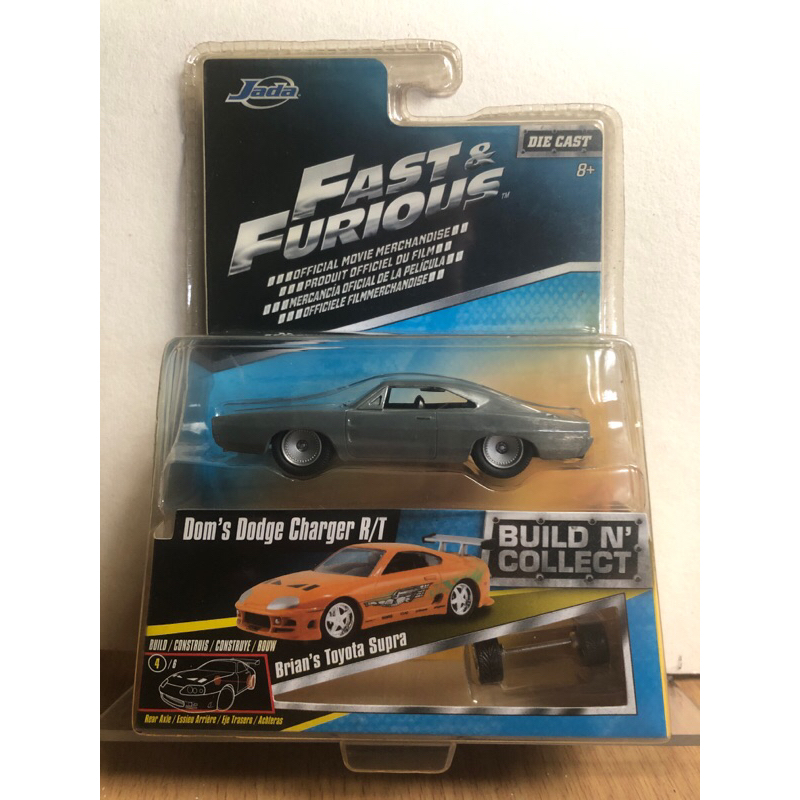 Jada
DIE CAST
8+
FAST &
FURIOUS™
OFFICIAL MOVIE MERCHANDISE
PRODUIT OFFICIEL DU FILM
MERCANCÍA OFICIAL DE LA PELÍCULA
OFFICIELE FILMMERCHANDISE
Dom's Dodge Charger R/T
BUILD N'
COLLECT
BUILD / CONSTRUIS / CONSTRUYE / BOUW
4/6
Brian's Toyota Supra
Rear Axle / Essieu Arrière / Eje Trasero / Achteras